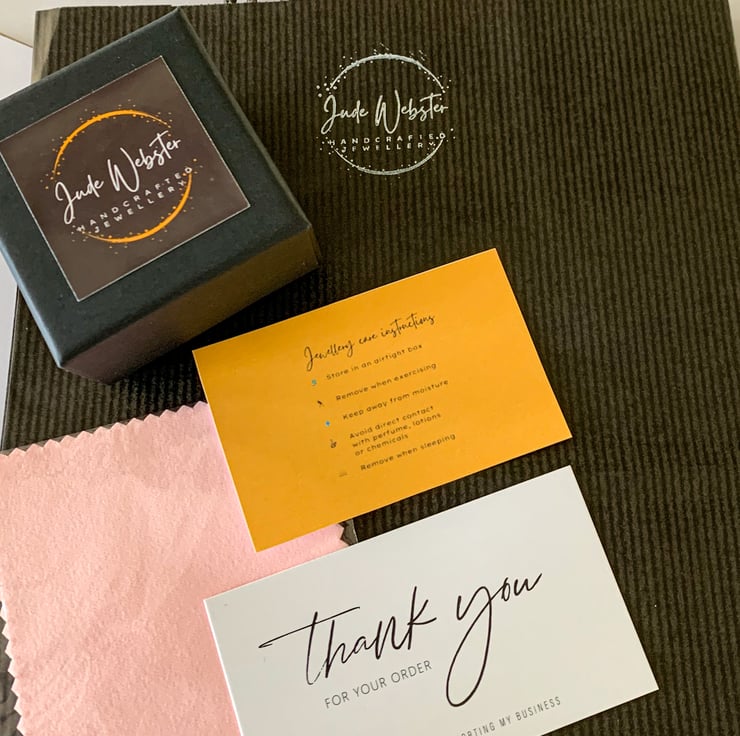 Jude Webster
HANDCRAFTED
JEWELLERY
Jude Webster
HANDCRAFTED
JEWELLERY
Jewellery care instructions
Store in an airtight box
Remove when exercising
Keep away from moisture
Avoid direct contact
with perfume, lotions
or chemicals
Remove when sleeping
thank you
FOR YOUR ORDER
MY BUSINESS